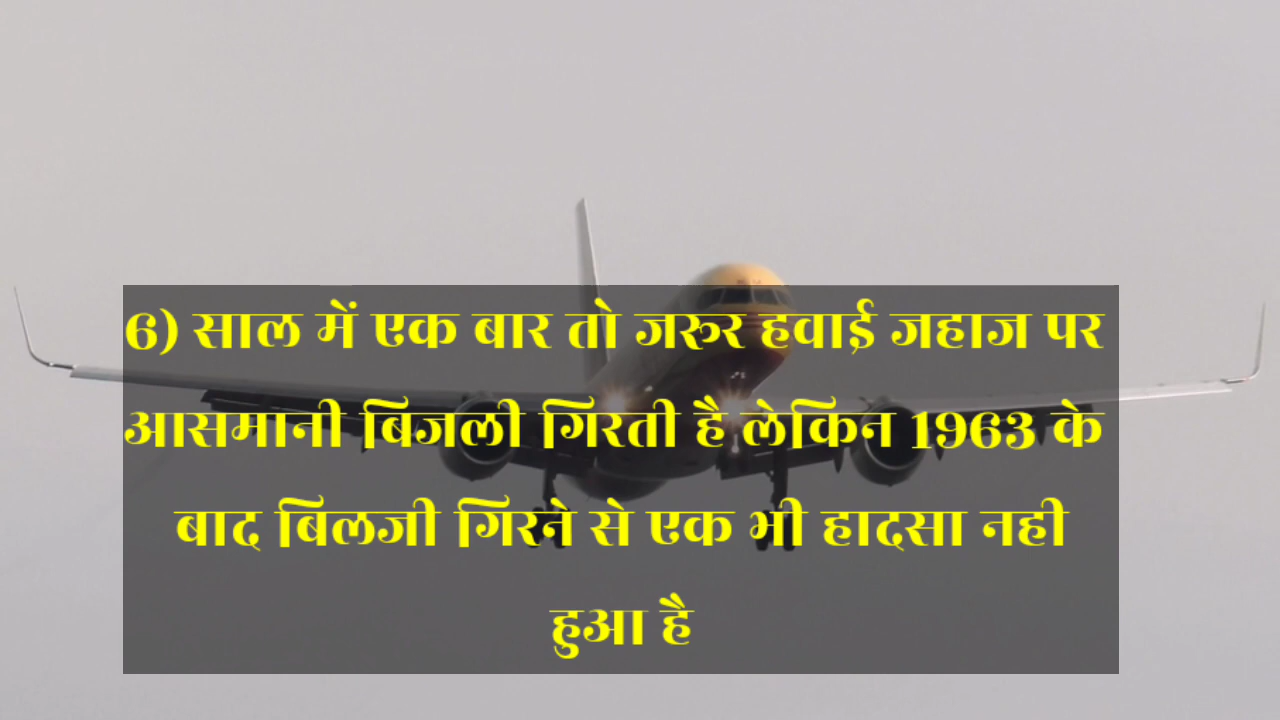 6) साल में एक बार तो जरूर हवाई जहाज पर
आसमानी बिजली गिरती है लेकिन 1963 के
बाद बिलजी गिरने से एक भी हादसा नही
हुआ है